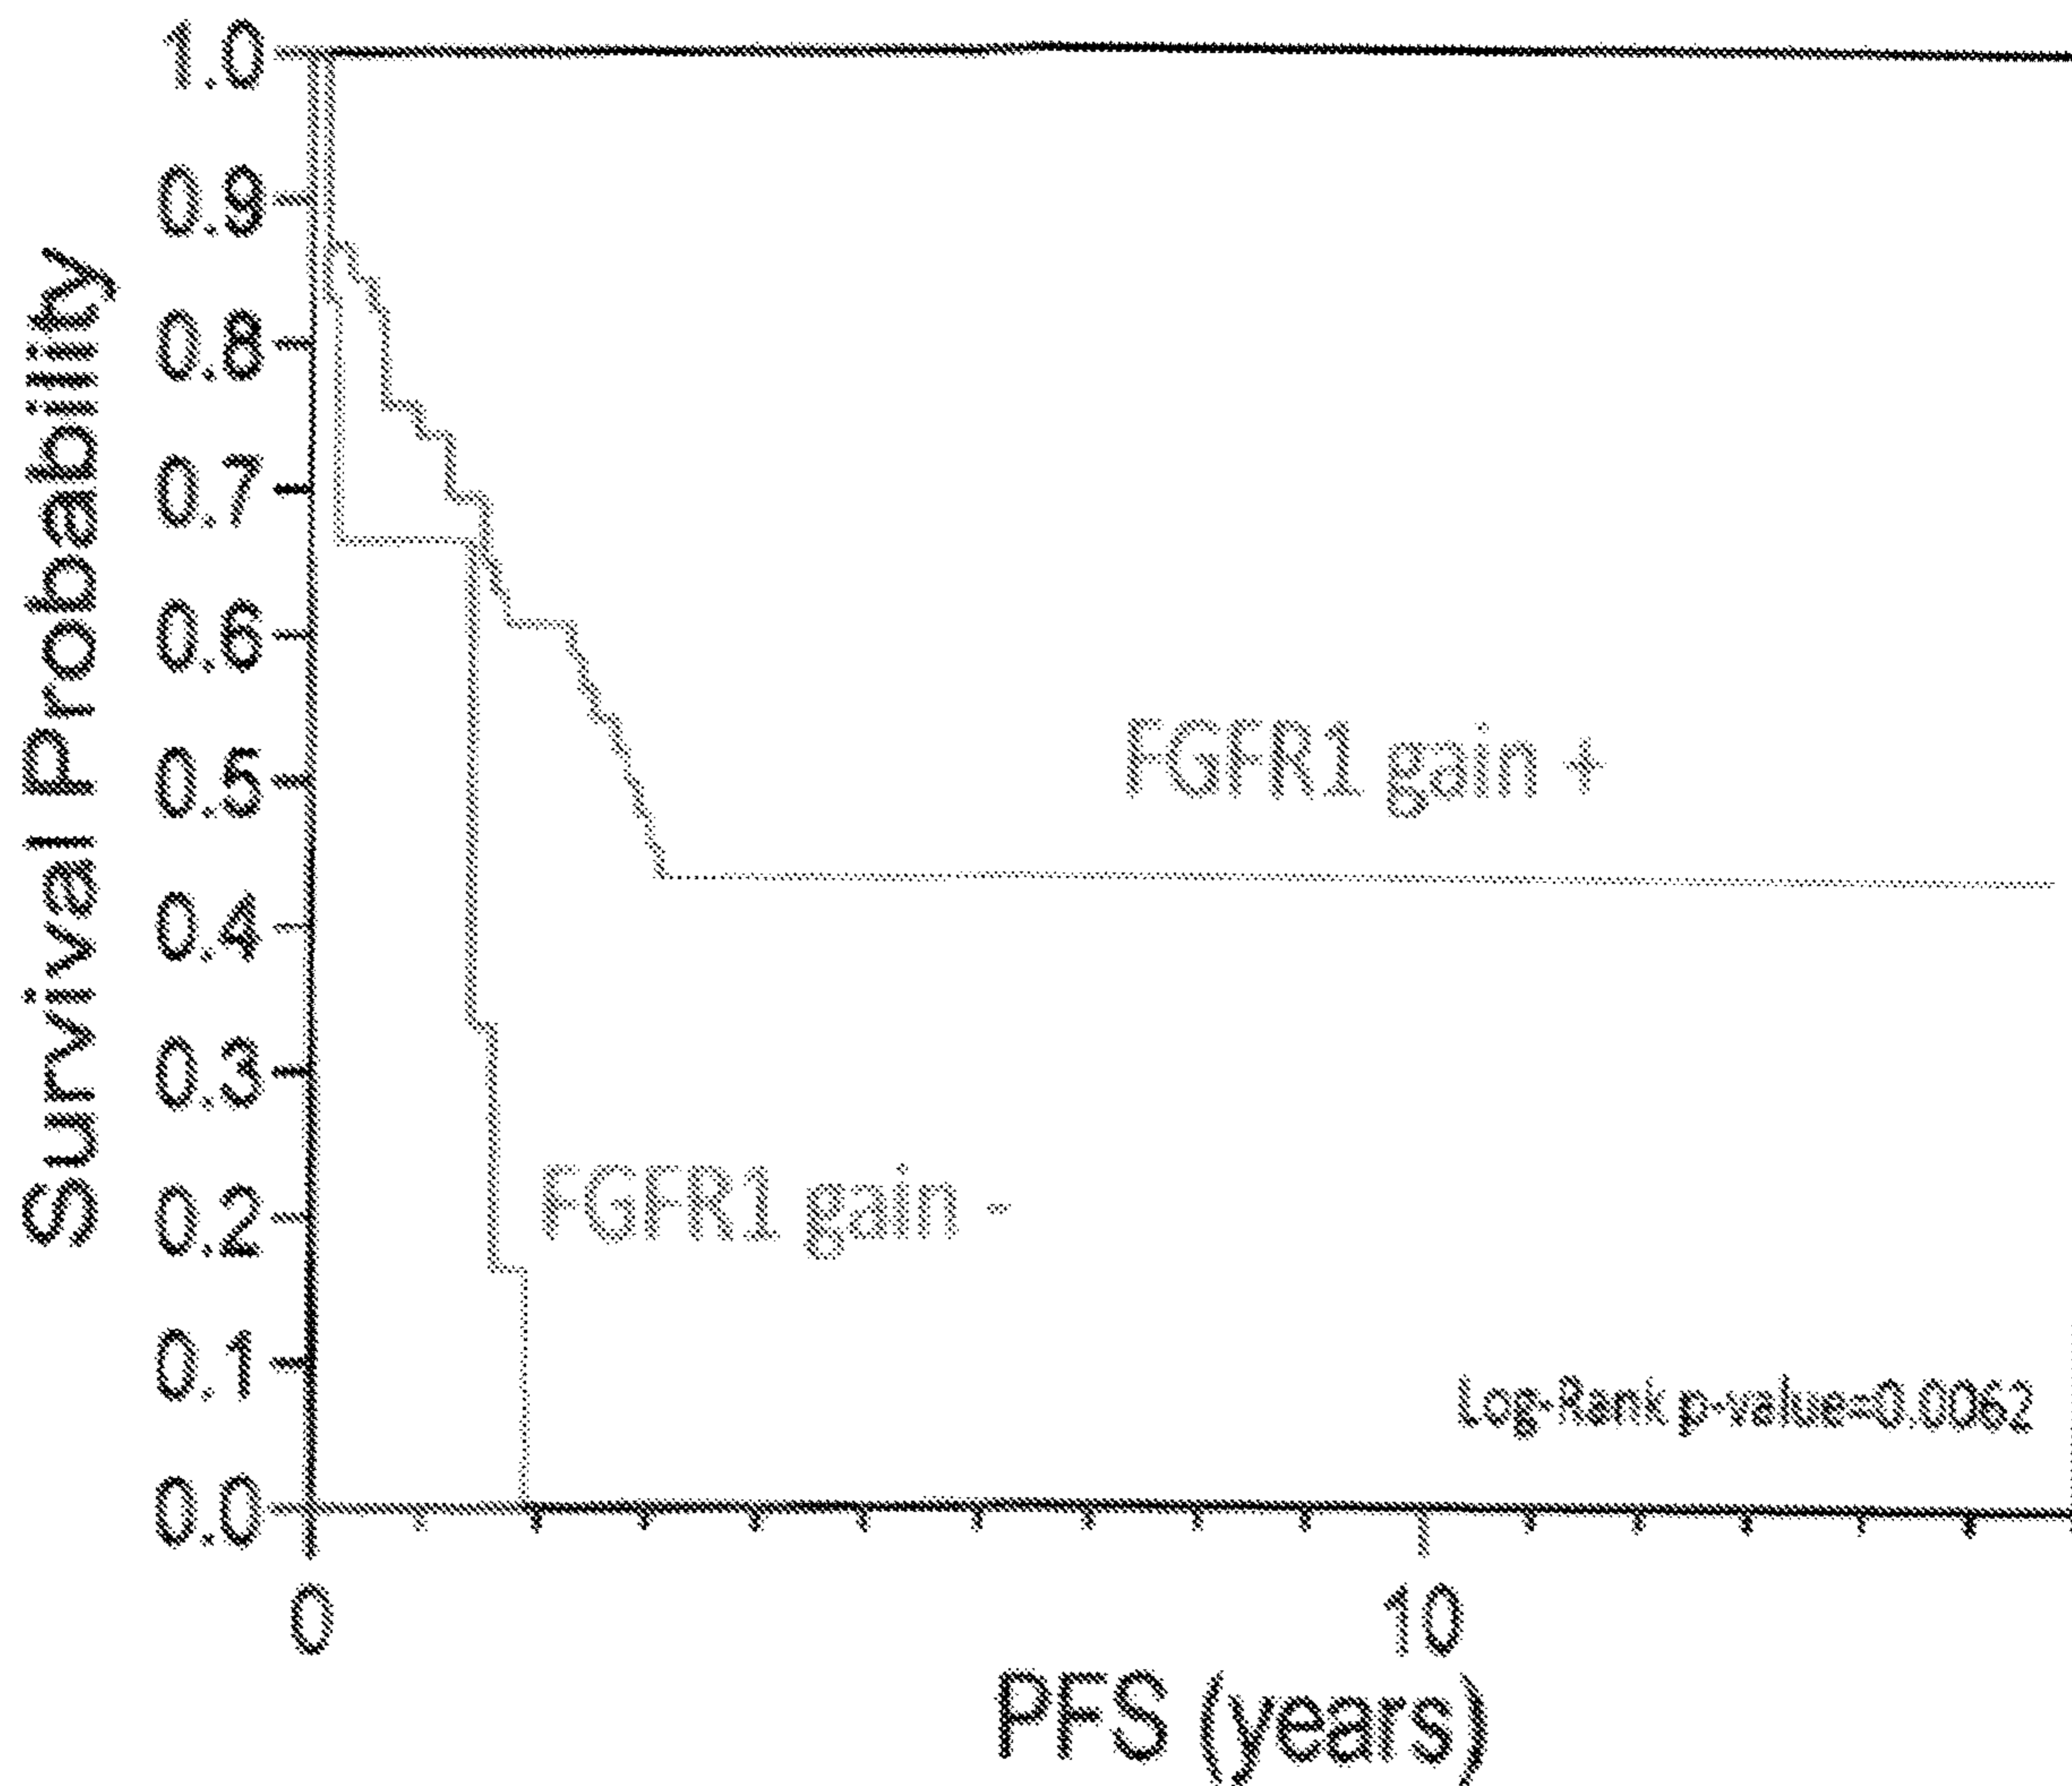 Survival Probability
1.0
0.9
0.8
0.7
0.6
0.5
0.4
0.3
0.2
0.1
0.0
FGFR1 gain +
FGFR1 gain -
Log-Rank p-value=0.0062
0
10
PFS (years)